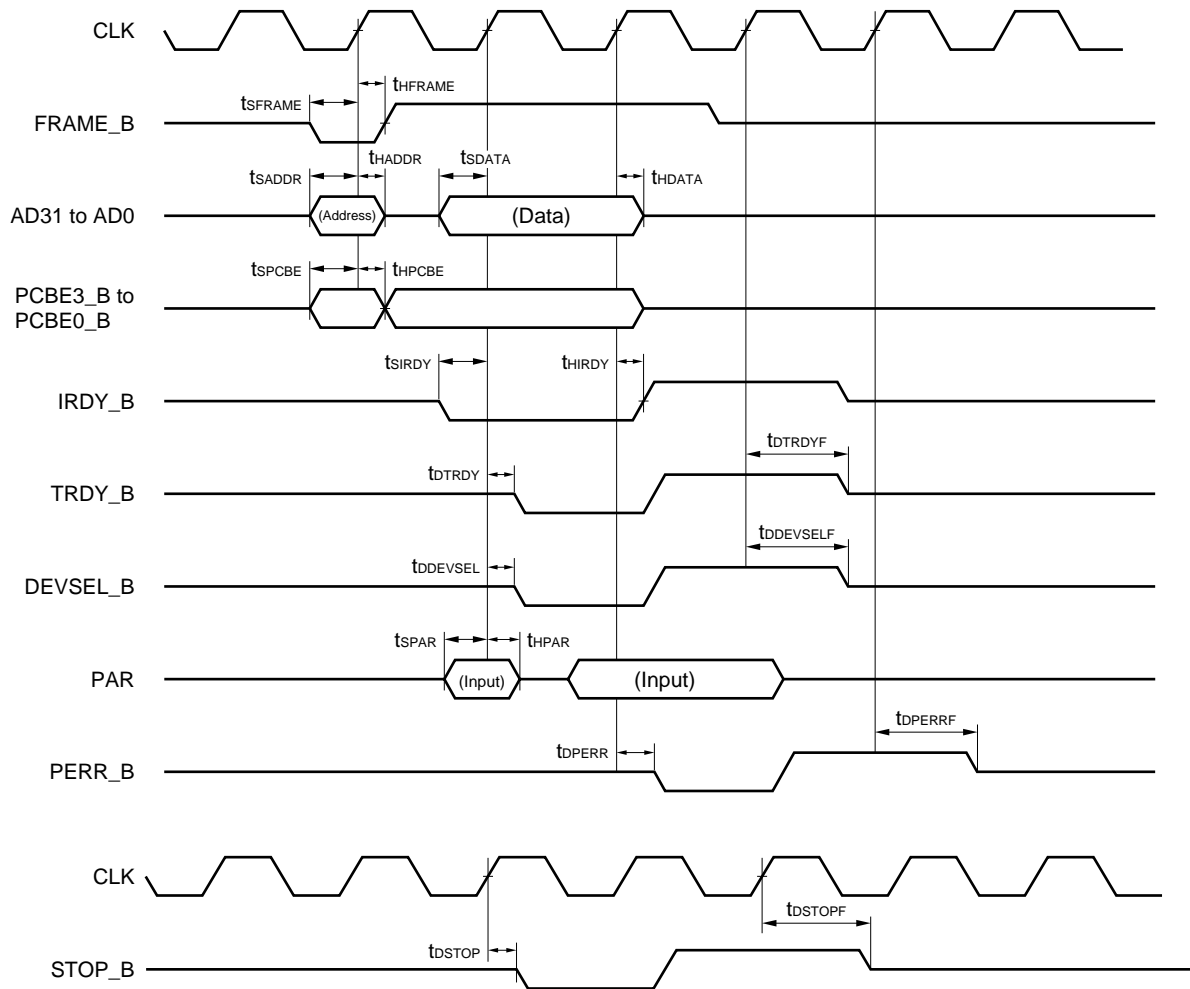 CLK
tHFRAME
tSFRAME
FRAME_B
tHADDR
tSDATA
tSADDR
tHDATA
AD31 to AD0
(Address)
(Data)
tSPCBE
tHPCBE
PCBE3_B to
PCBE0_B
tSIRDY
tHIRDY
IRDY_B
tDTRDYF
tDTRDY
TRDY_B
tDDEVSELF
tDDEVSEL
DEVSEL_B
tSPAR
tHPAR
PAR
(Input)
(Input)
tDPERRF
tDPERR
PERR_B
CLK
tDSTOPF
tDSTOP
STOP_B